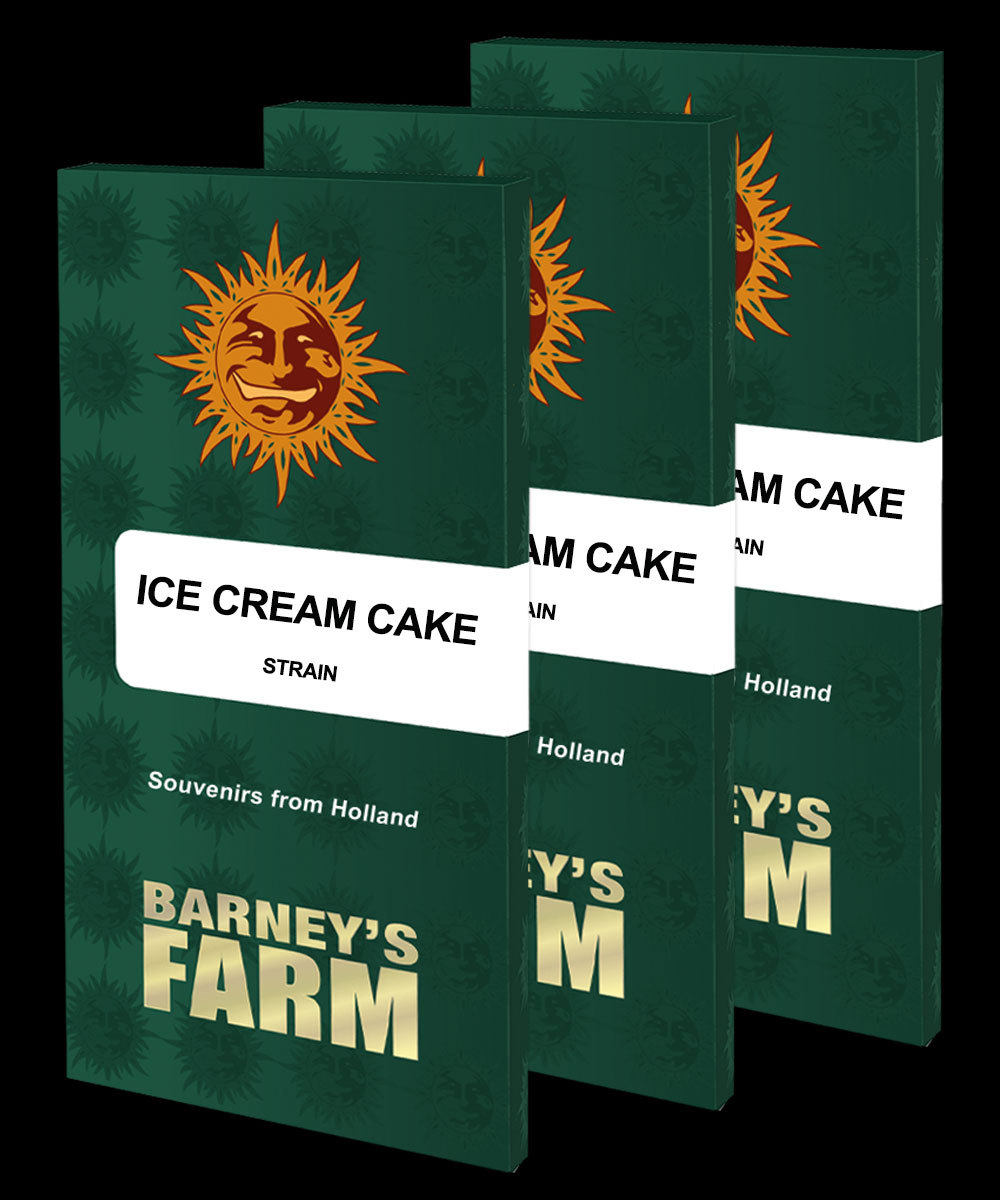 ICE CREAM CAKE
STRAIN
Souvenirs from Holland
BARNEY'S
FARM
AM CAKE
AIN
Holland
EY'S
M
AM CAKE
AIN
Holland
EY'S
M